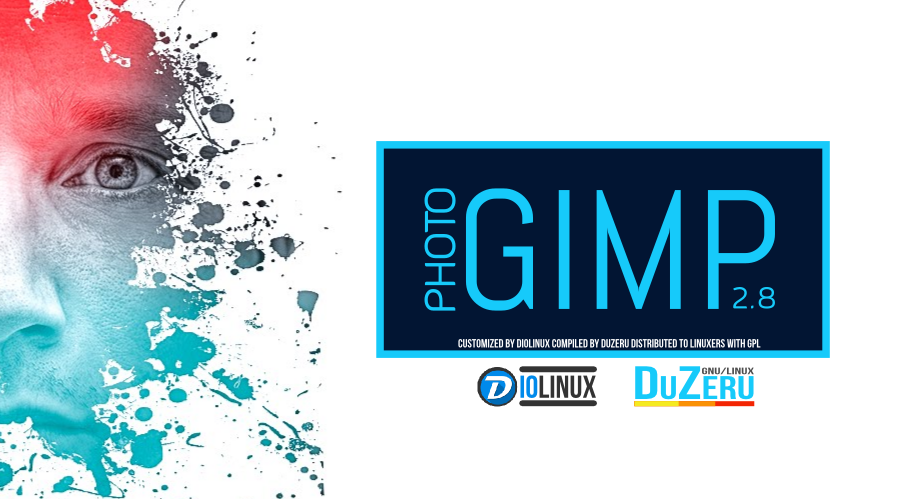 PHOTO
GIMP
2.8
CUSTOMIZED BY DIOLINUX COMPILED BY DUZERU DISTRIBUTED TO LINUXERS WITH GPL
DIOLINUX
GNU/LINUX
DUZERU